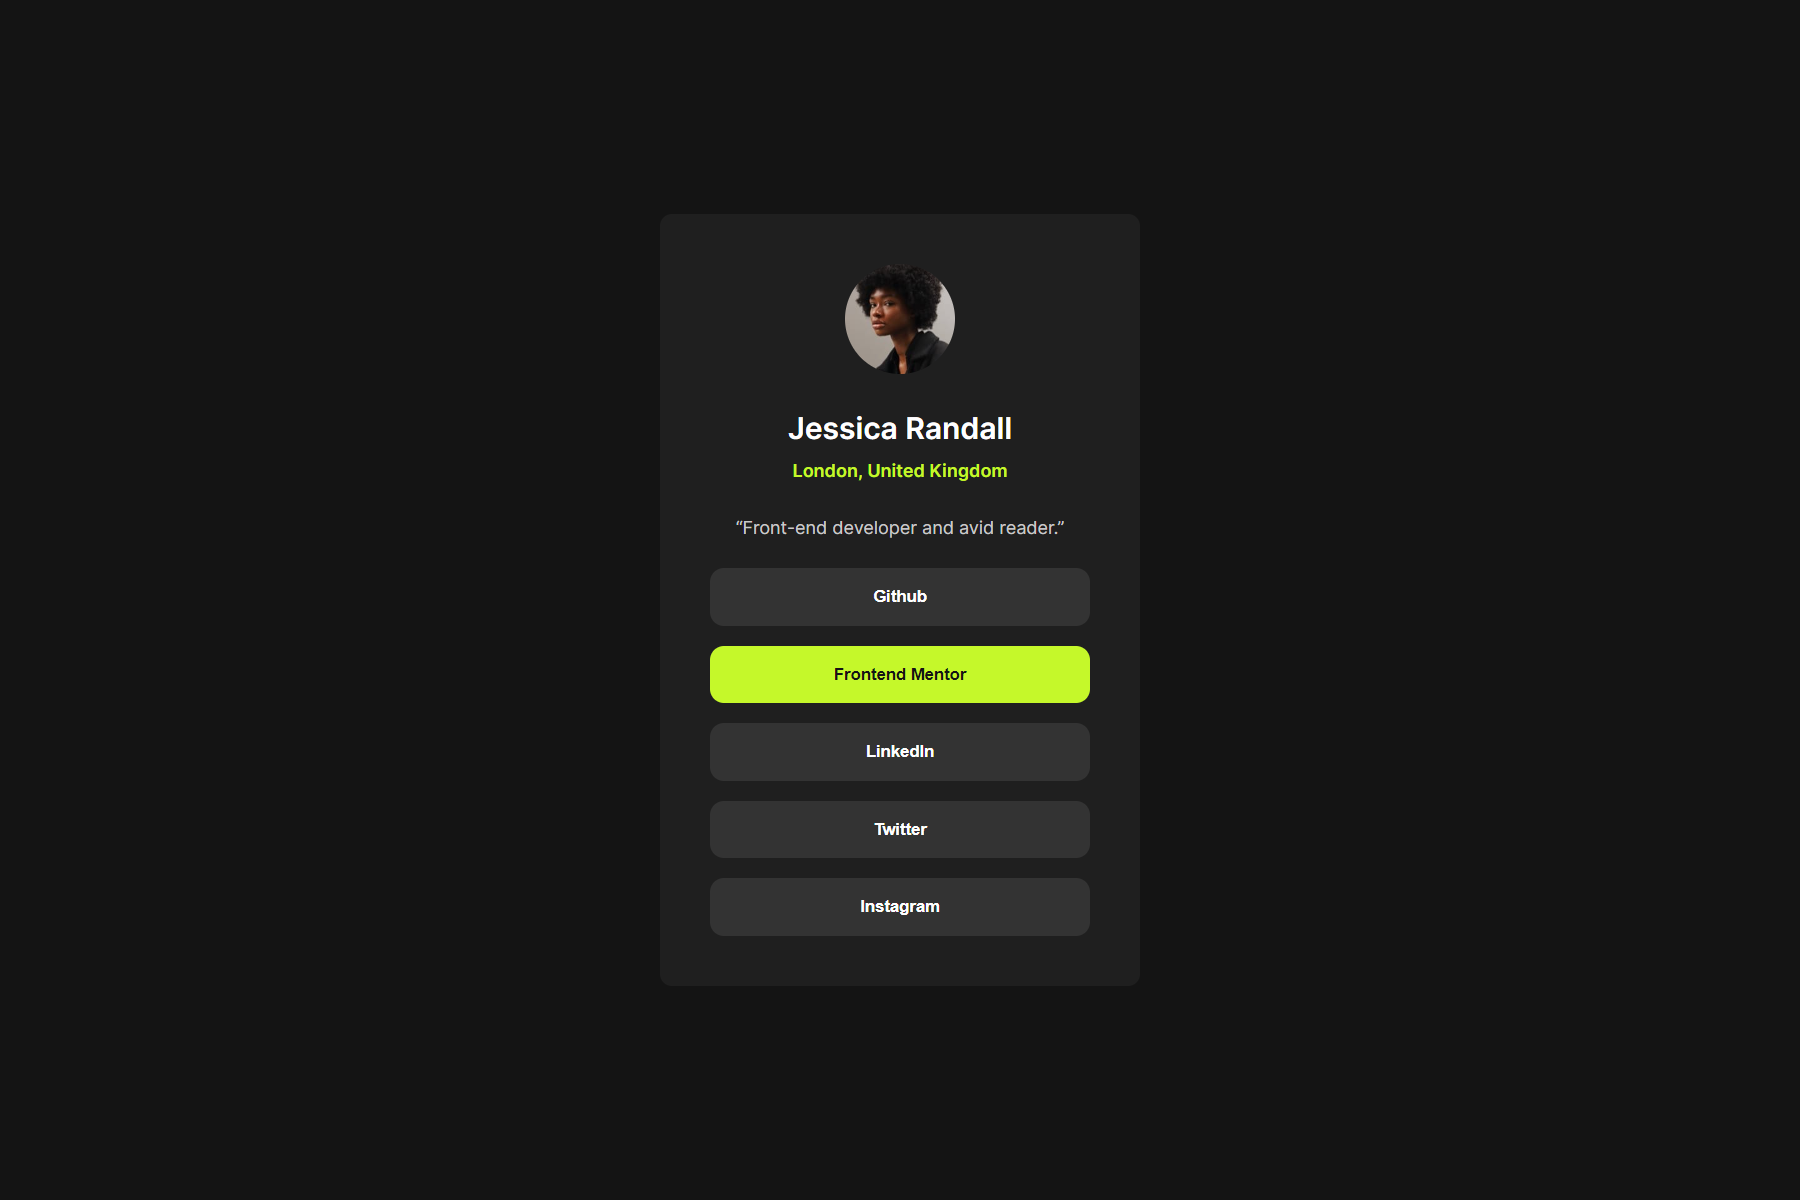 Jessica Randall
London, United Kingdom
“Front-end developer and avid reader.”
Github
Frontend Mentor
LinkedIn
Twitter
Instagram